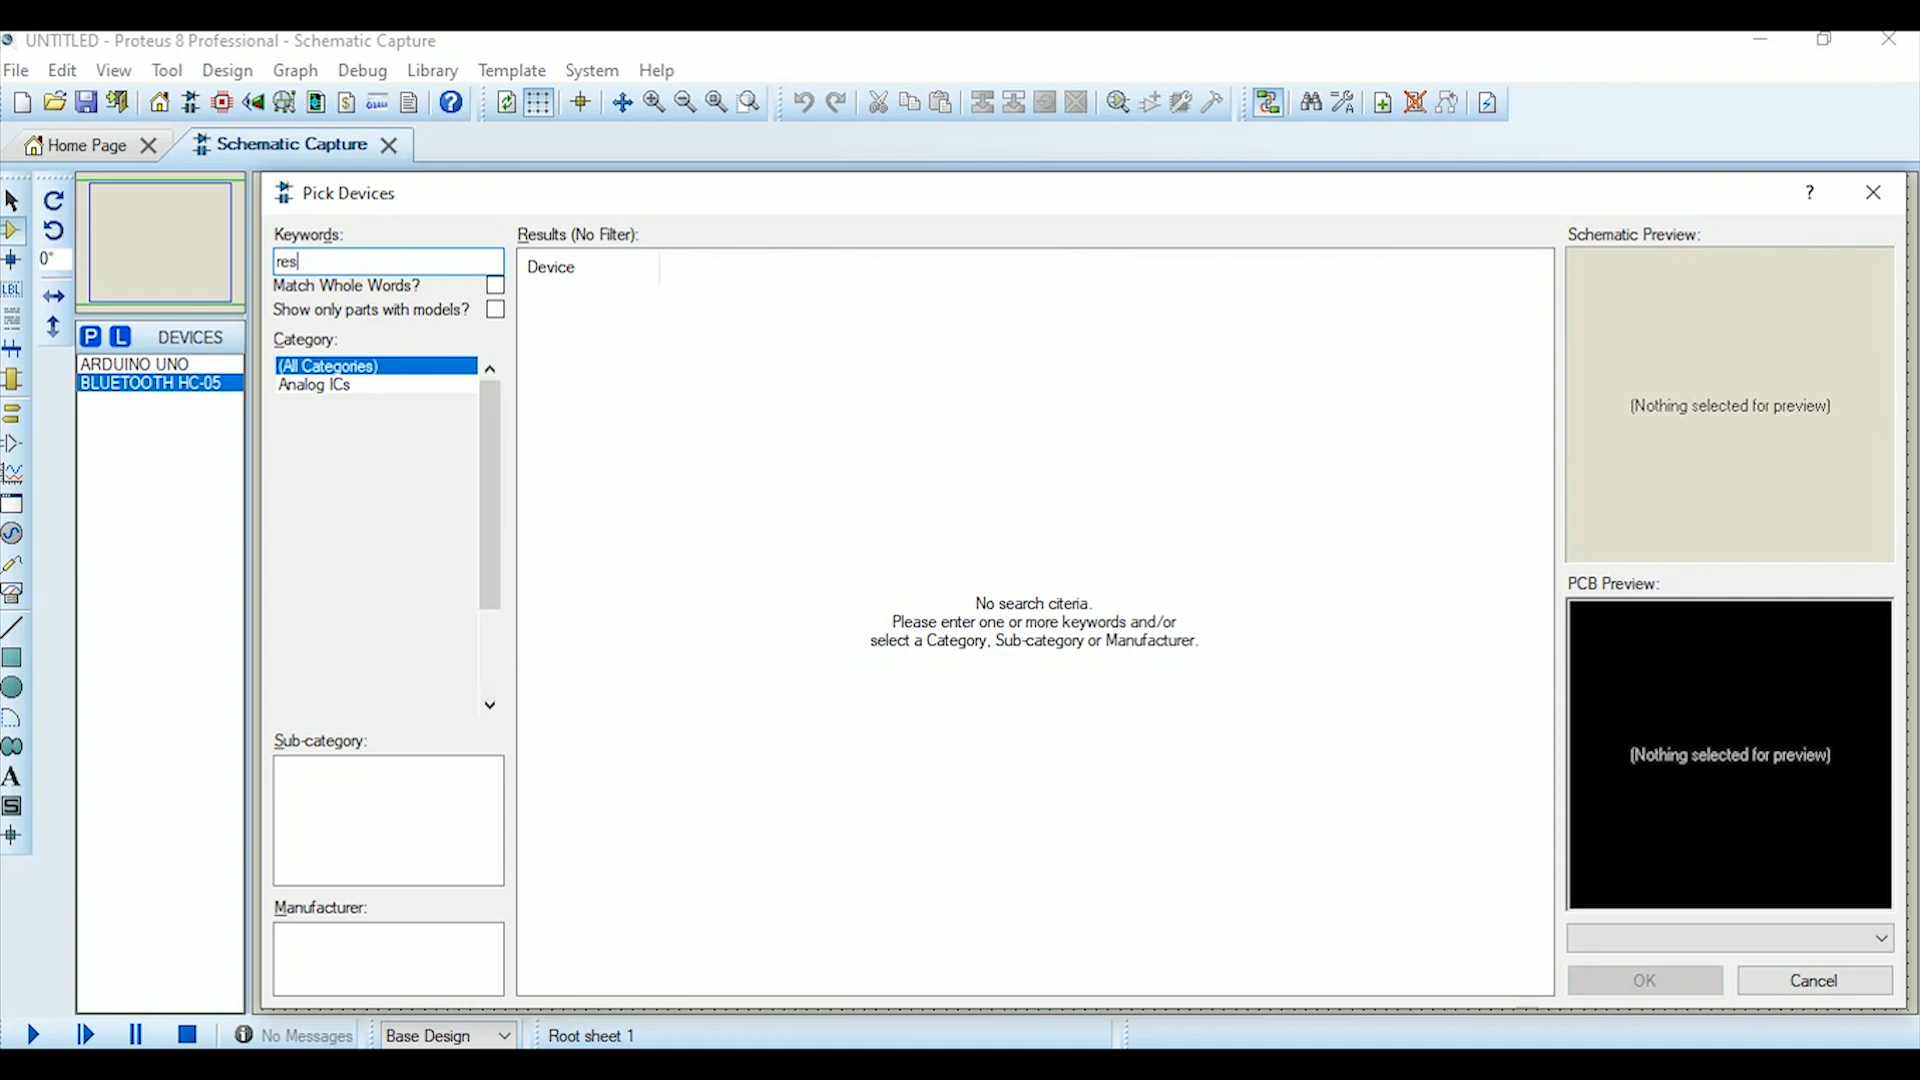 UNTITLED - Proteus 8 Professional - Schematic Capture
File Edit View Tool Design Graph Debug Library Template System Help
Home Page
Schematic Capture
Pick Devices
?
Keywords:
res
Match Whole Words?
Show only parts with models?
Category:
(All Categories)
Analog ICs
Sub-category:
Manufacturer:
Results (No Filter):
Device
No search citeria.
Please enter one or more keywords and/or
select a Category, Sub-category or Manufacturer.
Schematic Preview:
(Nothing selected for preview)
PCB Preview:
(Nothing selected for preview)
OK
Cancel
0°
LBL
A
S
P L DEVICES
ARDUINO UNO
BLUETOOTH HC-05
No Messages
Base Design
Root sheet 1